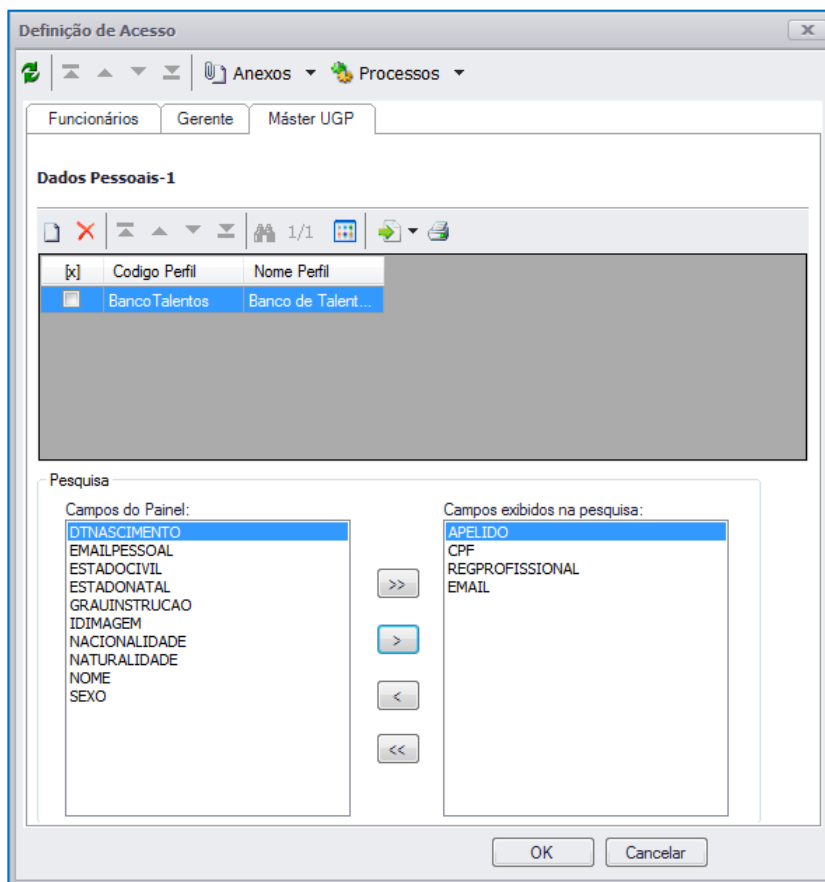 Definição de Acesso
Anexos Processos
Funcionários Gerente Máster UGP
Dados Pessoais-1
1/1
[x] Codigo Perfil Nome Perfil
BancoTalentos Banco de Talent...
Pesquisa
Campos do Painel: Campos exibidos na pesquisa:
DTNASCIMENTO APELIDO
EMAILPESSOAL CPF
ESTADOCIVIL REGPROFISSIONAL
ESTADONATAL EMAIL
GRAUINSTRUCAO
IDIMAGEM
NACIONALIDADE
NATURALIDADE
NOME
SEXO
>>
>
<
<<
OK Cancelar